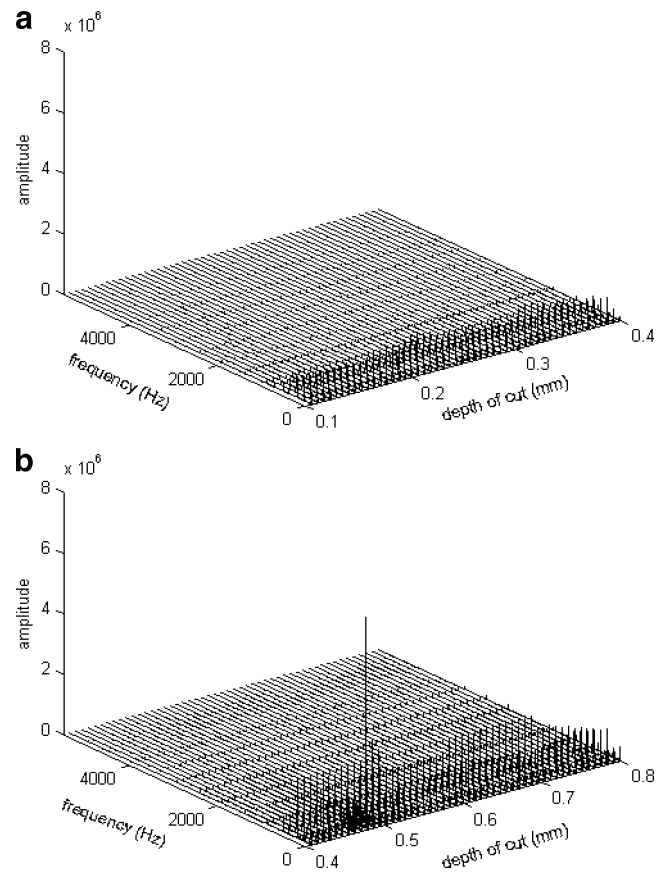 a
x 10^6
8
6
4
2
0
amplitude
4000
2000
0
frequency (Hz)
0.1
0.2
0.3
0.4
depth of cut (mm)
b
x 10^6
8
6
4
2
0
amplitude
4000
2000
0
frequency (Hz)
0.4
0.5
0.6
0.7
0.8
depth of cut (mm)